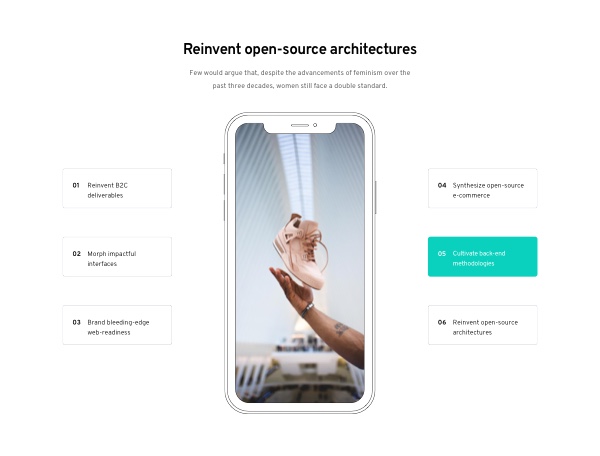 Reinvent open-source architectures
Few would argue that, despite the advancements of feminism over the
past three decades, women still face a double standard.
01 Reinvent B2C
deliverables
02 Morph impactful
interfaces
03 Brand bleeding-edge
web-readiness
04 Synthesize open-source
e-commerce
05 Cultivate back-end
methodologies
06 Reinvent open-source
architectures